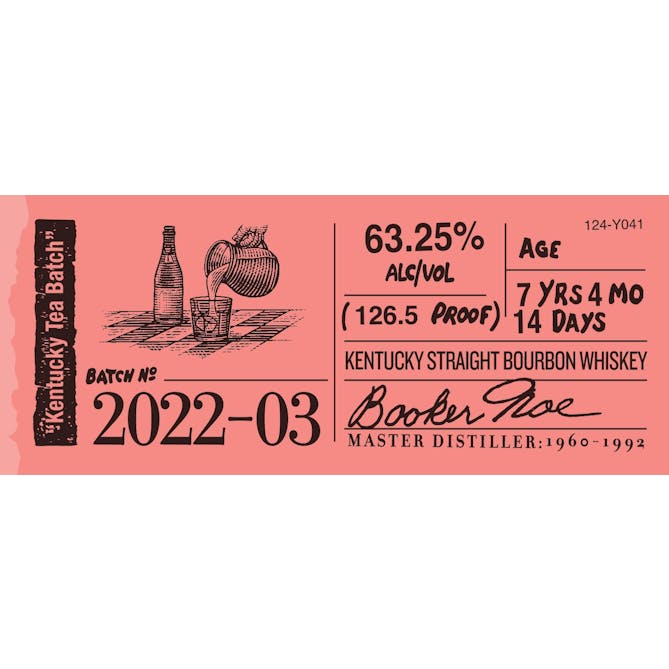 "Kentucky Tea Batch"
BATCH Nº
2022-03
63.25%
ALC/VOL
(126.5 PROOF)
124-Y041
AGE
7 YRS 4 MO
14 DAYS
KENTUCKY STRAIGHT BOURBON WHISKEY
Booker Noe
MASTER DISTILLER:1960-1992